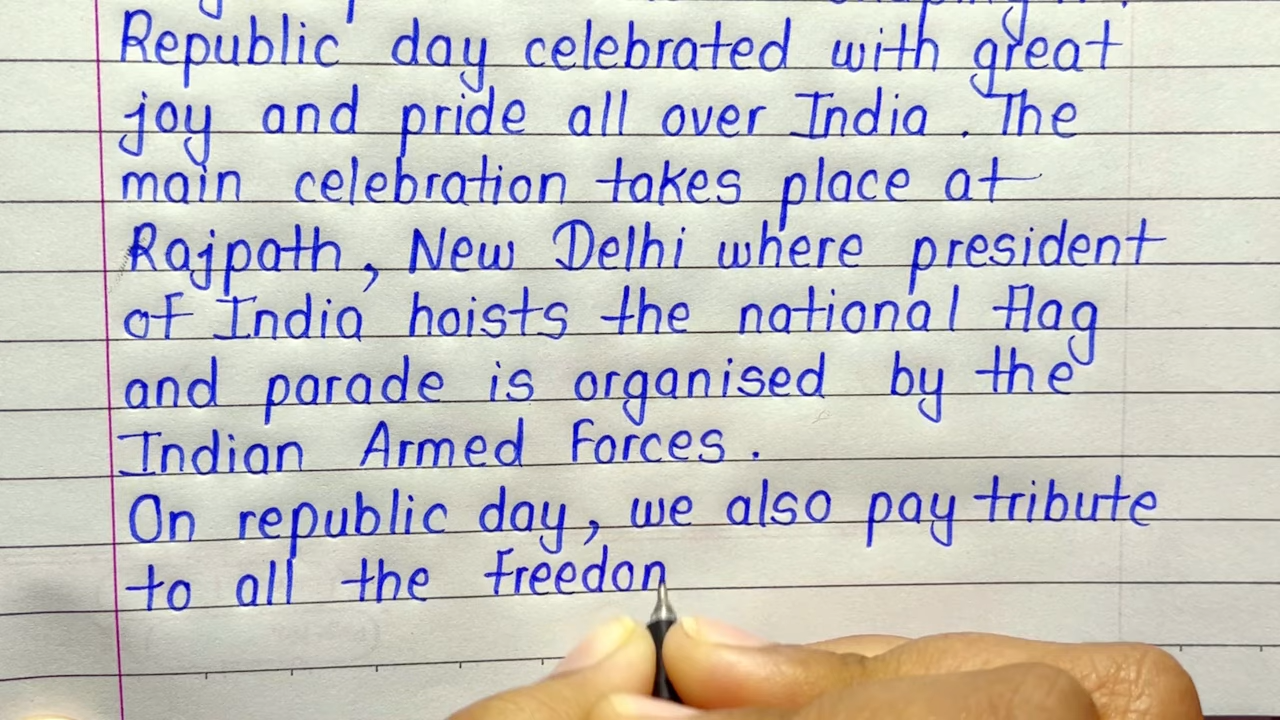 Republic day celebrated with great
joy and pride all over India. The
main celebration takes place at
Rajpath, New Delhi where president
of India hoists the national flag
and parade is organised by the
Indian Armed Forces.
On republic day, we also pay tribute
to all the freedon